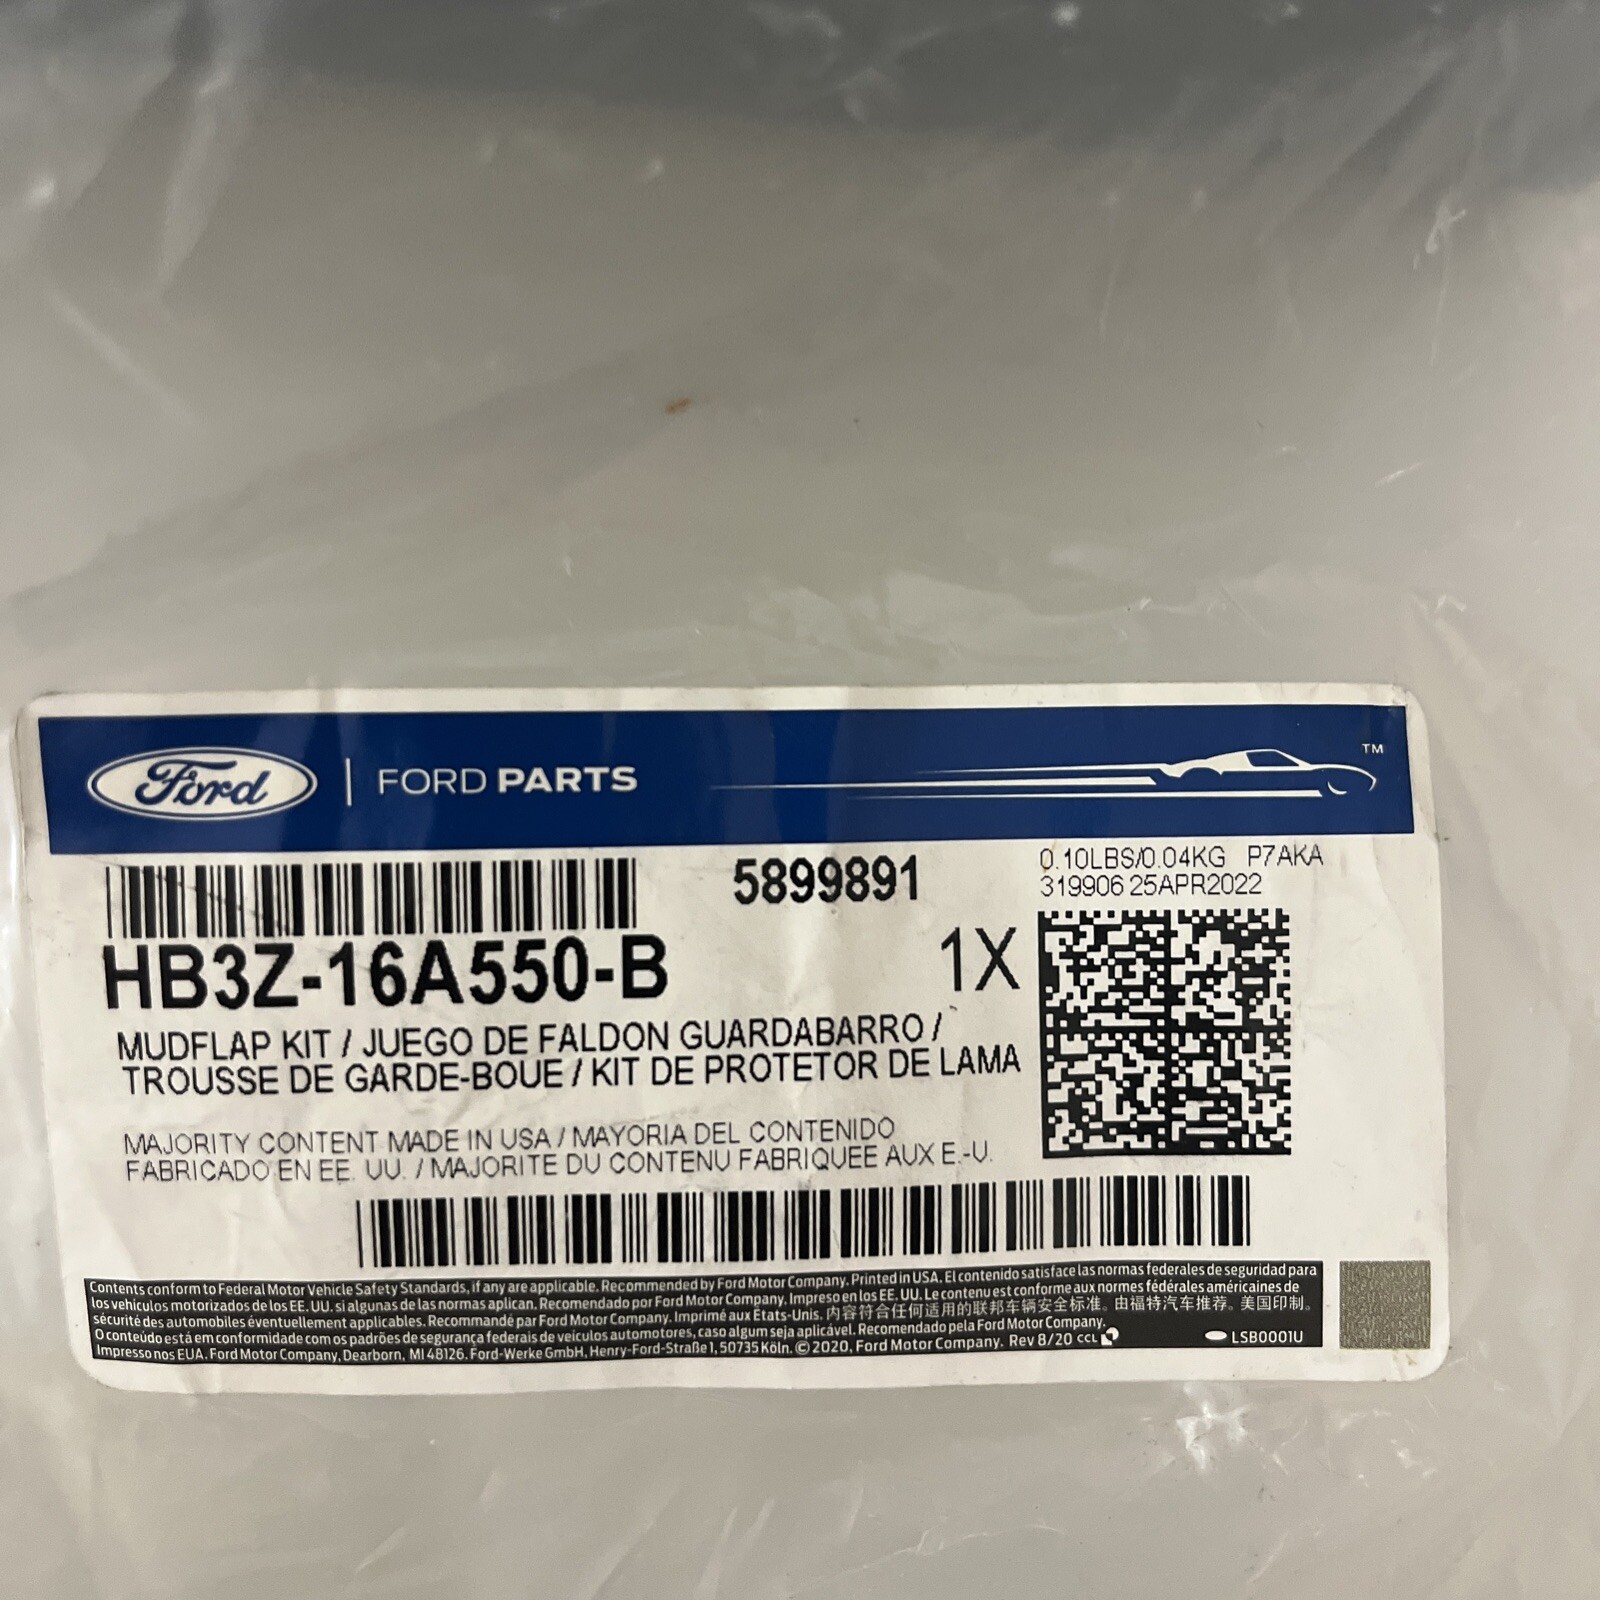 Ford | FORD PARTS
TM
5899891
0.10LBS/0.04KG P7AKA
319906 25APR2022
HB3Z-16A550-B
1X
MUDFLAP KIT / JUEGO DE FALDON GUARDABARRO /
TROUSSE DE GARDE-BOUE / KIT DE PROTETOR DE LAMA
MAJORITY CONTENT MADE IN USA / MAYORIA DEL CONTENIDO
FABRICADO EN EE. UU. / MAJORITE DU CONTENU FABRIQUEE AUX E.-U.
Contents conform to Federal Motor Vehicle Safety Standards, if any are applicable. Recommended by Ford Motor Company. Printed in USA. El contenido satisface las normas federales de seguridad para
los vehículos motorizados de los EE. UU. si algunas de las normas aplican. Recomendado por Ford Motor Company. Impreso en los EE. UU. Le contenu est conforme aux normes fédérales américaines de
sécurité des automobiles éventuellement applicables. Recommandé par Ford Motor Company. Imprimé aux États-Unis. 内容符合任何适用的联邦车辆安全标准。由福特汽车推荐。美国印制。
O conteúdo está em conformidade com os padrões de segurança federais de veículos automotores, caso algum seja aplicável. Recomendado pela Ford Motor Company.
Impresso nos EUA. Ford Motor Company, Dearborn, MI 48126. Ford-Werke GmbH, Henry-Ford-Straße 1, 50735 Köln. © 2020, Ford Motor Company. Rev 8/20 CCL
LSB0001U